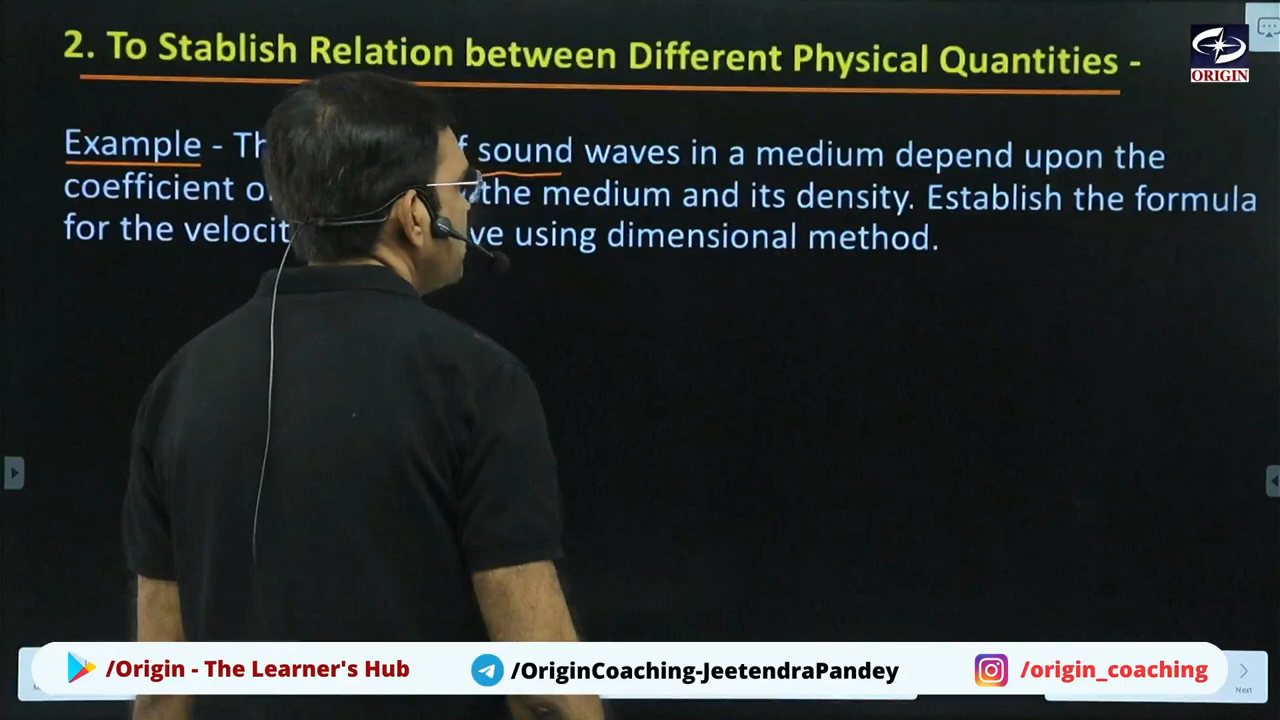 2. To Stablish Relation between Different Physical Quantities -
ORIGIN
Example - Th f sound waves in a medium depend upon the
coefficient o the medium and its density. Establish the formula
for the velocit ve using dimensional method.
/Origin - The Learner's Hub
/OriginCoaching-JeetendraPandey
/origin_coaching
Next